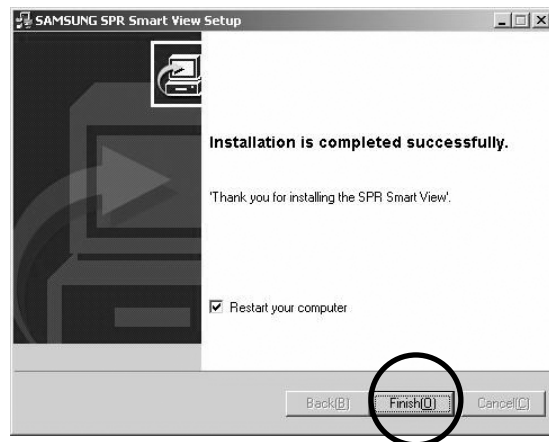 SAMSUNG SPR Smart View Setup
Installation is completed successfully.
'Thank you for installing the SPR Smart View'.
Restart your computer
Back(B) Finish(O) Cancel(C)